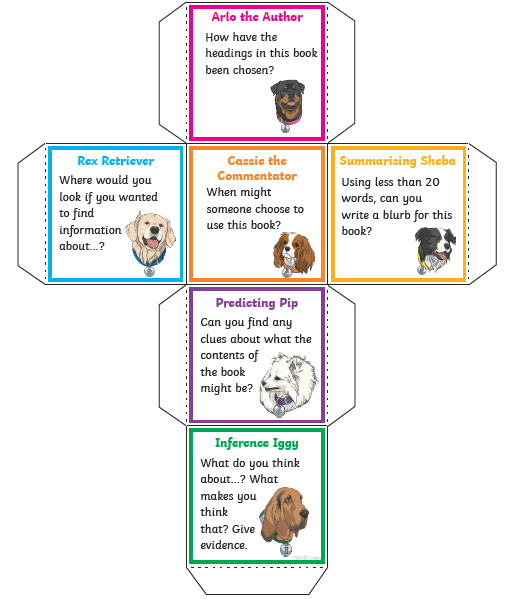 Arlo the Author
How have the
headings in this book
been chosen?
Rex Retriever
Where would you
look if you wanted
to find
information
about...?
Cassie the
Commentator
When might
someone choose to
use this book?
Summarising Sheba
Using less than 20
words, can you
write a blurb for this
book?
Predicting Pip
Can you find any
clues about what the
contents of
the book
might be?
Inference Iggy
What do you think
about...? What
makes you
think
that? Give
evidence.